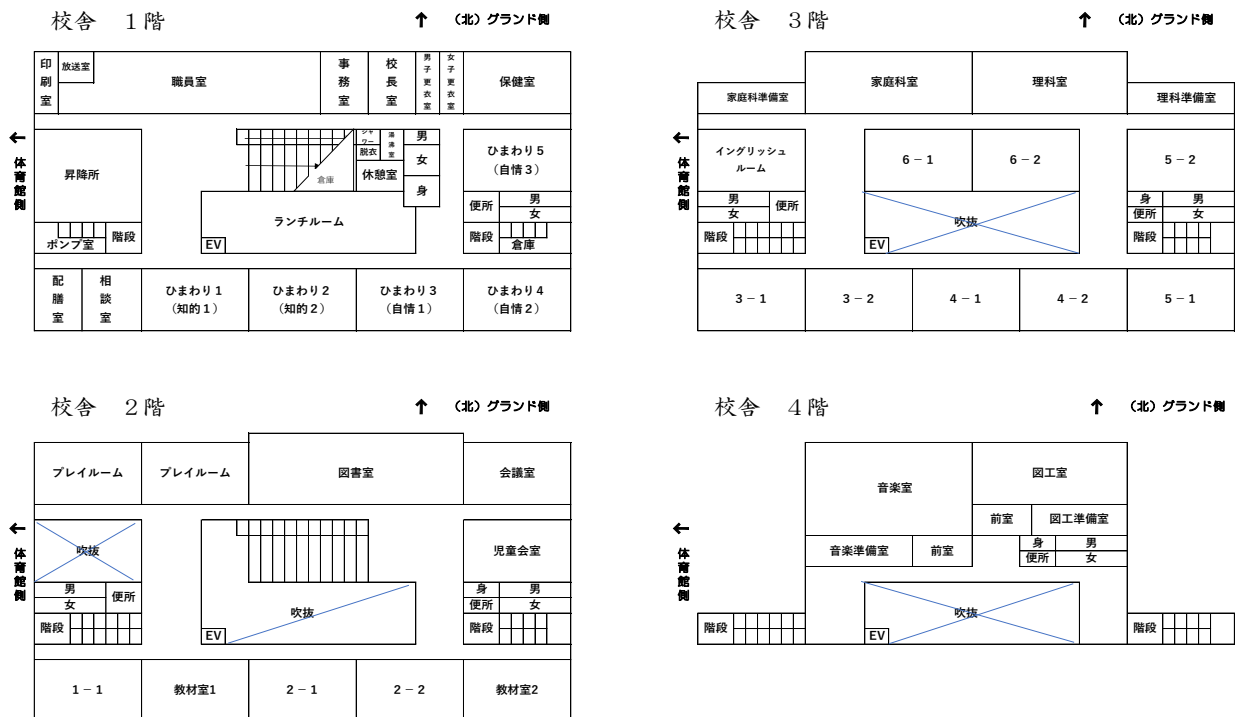 校舎　１階
↑　（北）グランド側
印刷室
放送室
職員室
事務室
校長室
男子更衣室
女子更衣室
保健室
←体育館側
昇降所
倉庫
シャワー
脱衣
湯沸室
休憩室
男
女
身
ひまわり５
（自情３）
ランチルーム
EV
ポンプ室
階段
便所
男
女
階段
倉庫
配膳室
相談室
ひまわり１
（知的１）
ひまわり２
（知的２）
ひまわり３
（自情１）
ひまわり４
（自情２）
校舎　３階
↑　（北）グランド側
家庭科準備室
家庭科室
理科室
理科準備室
←体育館側
イングリッシュ
ルーム
６－１
６－２
５－２
男
女
便所
階段
吹抜
EV
身
男
便所
女
階段
３－１
３－２
４－１
４－２
５－１
校舎　２階
↑　（北）グランド側
プレイルーム
プレイルーム
図書室
会議室
←体育館側
吹抜
男
女
便所
階段
吹抜
EV
児童会室
身
男
便所
女
階段
１－１
教材室1
２－１
２－２
教材室2
校舎　４階
↑　（北）グランド側
←体育館側
音楽室
図工室
前室
図工準備室
音楽準備室
前室
身
男
便所
女
吹抜
EV
階段
階段